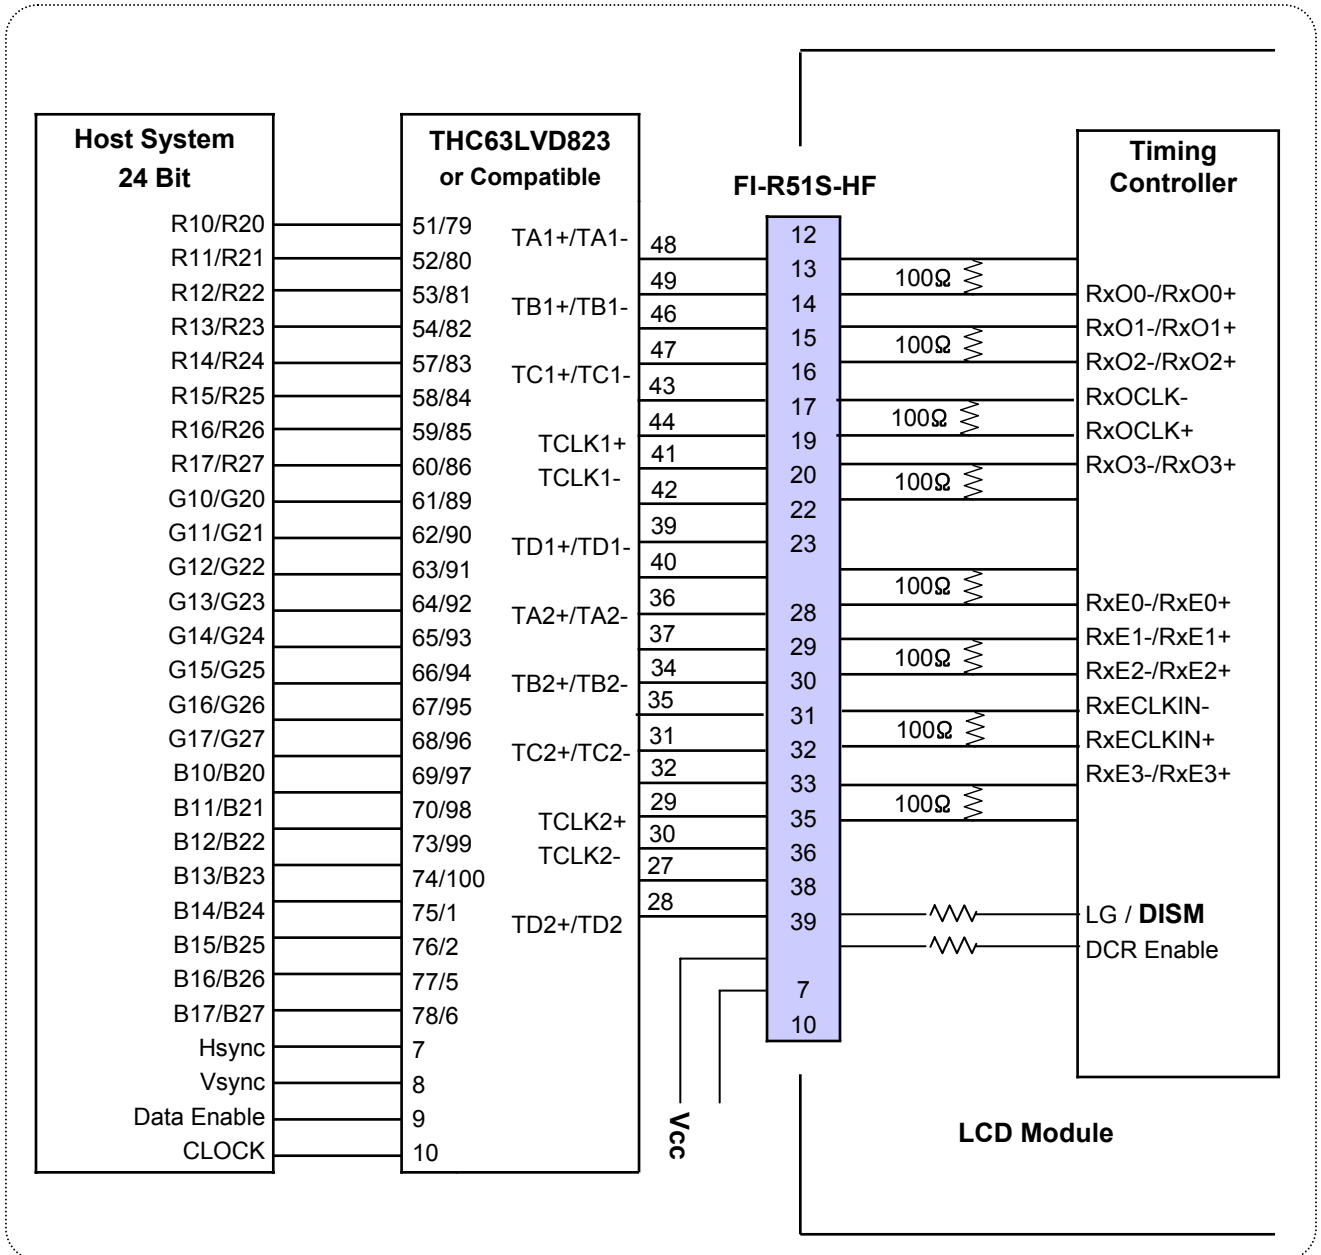 Host System
24 Bit
R10/R20
R11/R21
R12/R22
R13/R23
R14/R24
R15/R25
R16/R26
R17/R27
G10/G20
G11/G21
G12/G22
G13/G23
G14/G24
G15/G25
G16/G26
G17/G27
B10/B20
B11/B21
B12/B22
B13/B23
B14/B24
B15/B25
B16/B26
B17/B27
Hsync
Vsync
Data Enable
CLOCK
THC63LVD823
or Compatible
51/79
52/80
53/81
54/82
57/83
58/84
59/85
60/86
61/89
62/90
63/91
64/92
65/93
66/94
67/95
68/96
69/97
70/98
73/99
74/100
75/1
76/2
77/5
78/6
7
8
9
10
TA1+/TA1-
TB1+/TB1-
TC1+/TC1-
TCLK1+
TCLK1-
TD1+/TD1-
TA2+/TA2-
TB2+/TB2-
TC2+/TC2-
TCLK2+
TCLK2-
TD2+/TD2
48
49
46
47
43
44
41
42
39
40
36
37
34
35
31
32
29
30
27
28
Vcc
FI-R51S-HF
12
13
14
15
16
17
19
20
22
23
28
29
30
31
32
33
35
36
38
39
7
10
100Ω
100Ω
100Ω
100Ω
100Ω
100Ω
100Ω
100Ω
Timing
Controller
RxO0-/RxO0+
RxO1-/RxO1+
RxO2-/RxO2+
RxOCLK-
RxOCLK+
RxO3-/RxO3+
RxE0-/RxE0+
RxE1-/RxE1+
RxE2-/RxE2+
RxECLKIN-
RxECLKIN+
RxE3-/RxE3+
LG / DISM
DCR Enable
LCD Module